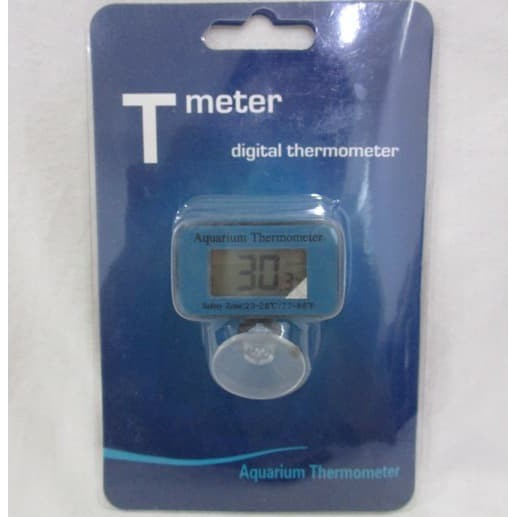 T meter
digital thermometer
Aquarium Thermometer
30.
Aquarium Thermometer